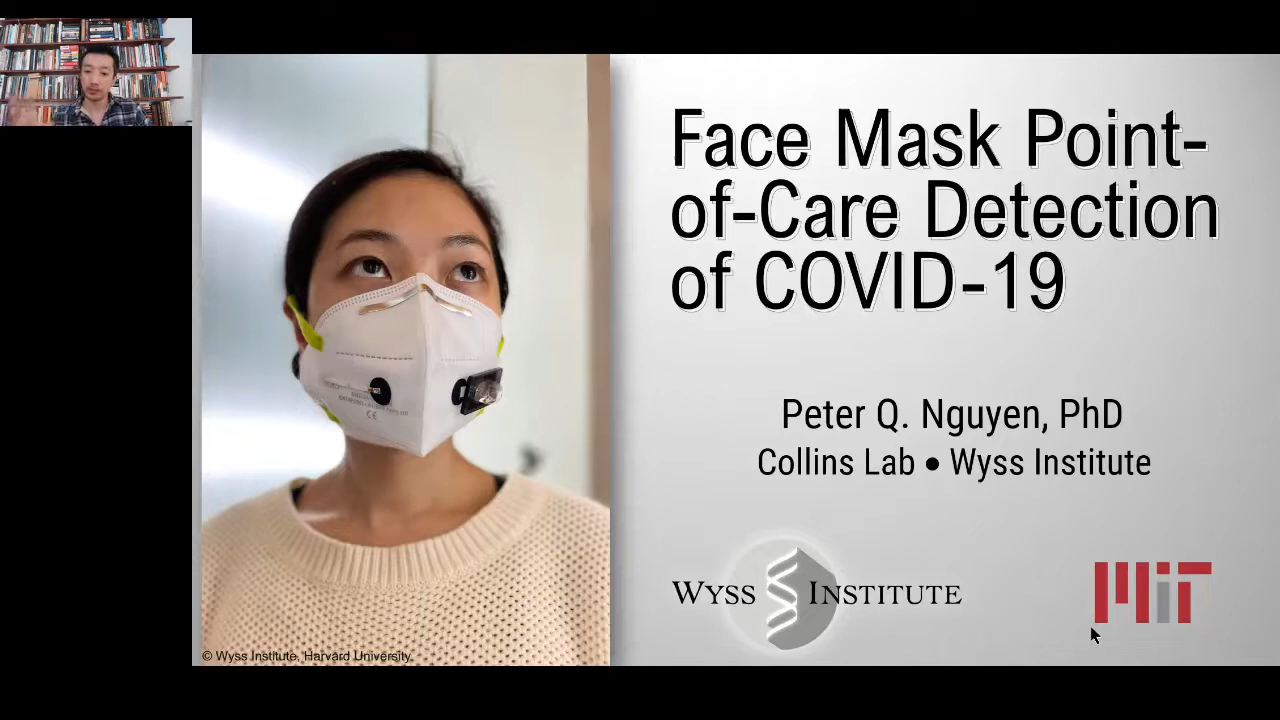 Face Mask Point-
of-Care Detection
of COVID-19
Peter Q. Nguyen, PhD
Collins Lab • Wyss Institute
WYSS INSTITUTE
MIT
CE
© Wyss Institute, Harvard University